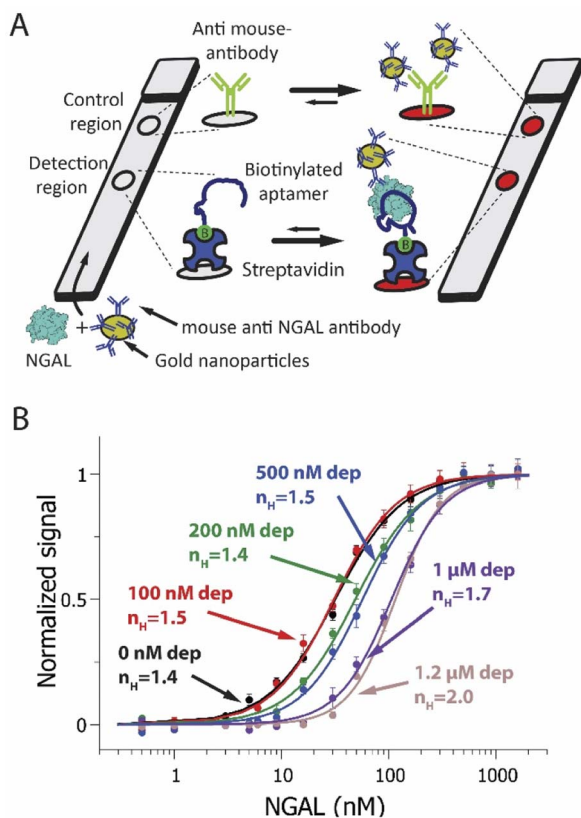 A
Anti mouse-
antibody
Control
region
Detection
region
Biotinylated
aptamer
B
B
Streptavidin
NGAL
+
mouse anti NGAL antibody
Gold nanoparticles
B
Normalized signal
1
0.5
0
500 nM dep
nH=1.5
200 nM dep
nH=1.4
100 nM dep
nH=1.5
0 nM dep
nH=1.4
1 µM dep
nH=1.7
1.2 µM dep
nH=2.0
1
10
100
1000
NGAL (nM)